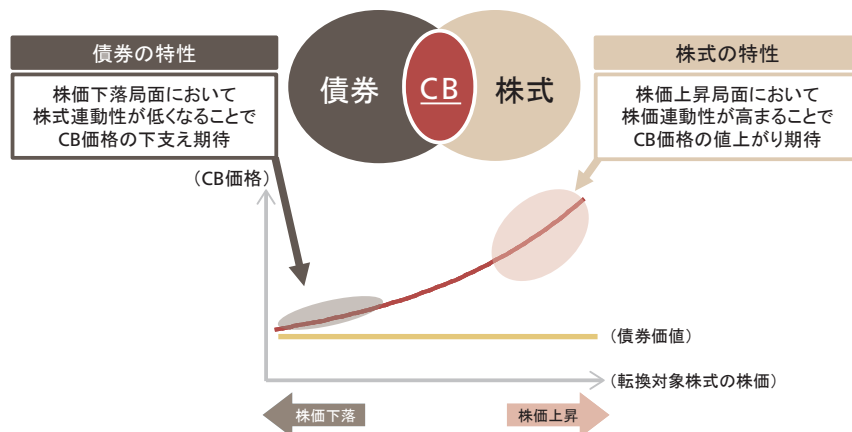 債券の特性
株価下落局面において
株式連動性が低くなることで
CB価格の下支え期待
債券
CB
株式
株式の特性
株価上昇局面において
株価連動性が高まることで
CB価格の値上がり期待
(CB価格)
(債券価値)
(転換対象株式の株価)
株価下落
株価上昇